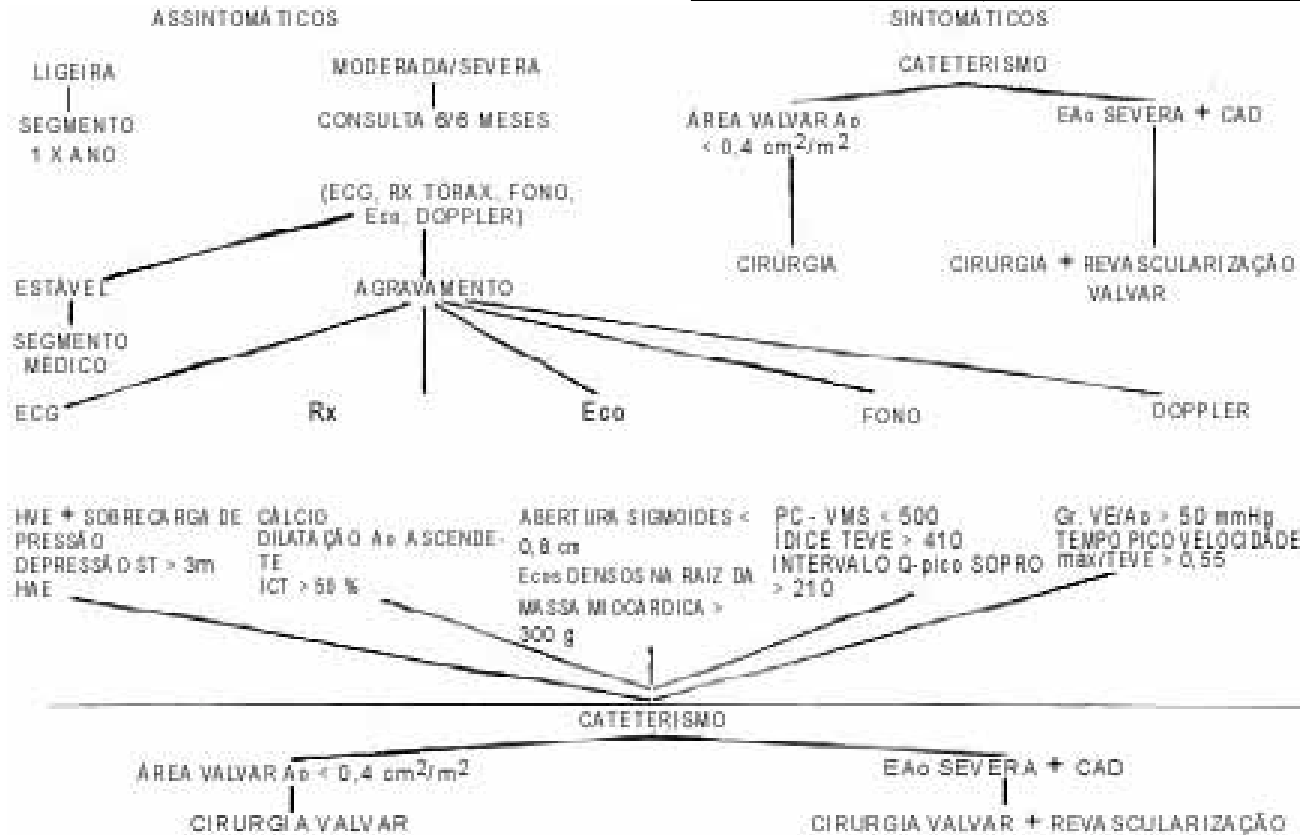 ASSINTOMÁTICOS
LIGEIRA
SEGMENTO
1 X ANO
MODERADA/SEVERA
CONSULTA 6/6 MESES
(ECG, RX TORAX, FONO,
Eco, DOPPLER)
ESTÁVEL
SEGMENTO
MÉDICO
AGRAVAMENTO
SINTOMÁTICOS
CATETERISMO
ÁREA VALVAR Ao
< 0,4 cm²/m²
CIRURGIA
EAo SEVERA + CAD
CIRURGIA + REVASCULARIZAÇÃO
VALVAR
ECG
Rx
Eco
FONO
DOPPLER
HVE + SOBRECARGA DE
PRESSÃO
DEPRESSÃO ST > 3m
HAE
CÁLCIO
DILATAÇÃO Ao ASCENDE-
TE
ICT > 50 %
ABERTURA SIGMOIDES <
0,8 cm
Ecos DENSOS NA RAIZ DA
MASSA MIOCARDICA >
300 g
PC - VMS < 500
IDICE TEVE > 410
INTERVALO Q-pico SOPRO
> 210
Gr. VE/Ao > 50 mmHg
TEMPO PICO VELOCIDADE
máx/TEVE > 0,55
CATETERISMO
ÁREA VALVAR Ao < 0,4 cm²/m²
CIRURGIA VALVAR
EAo SEVERA + CAD
CIRURGIA VALVAR + REVASCULARIZAÇÃO